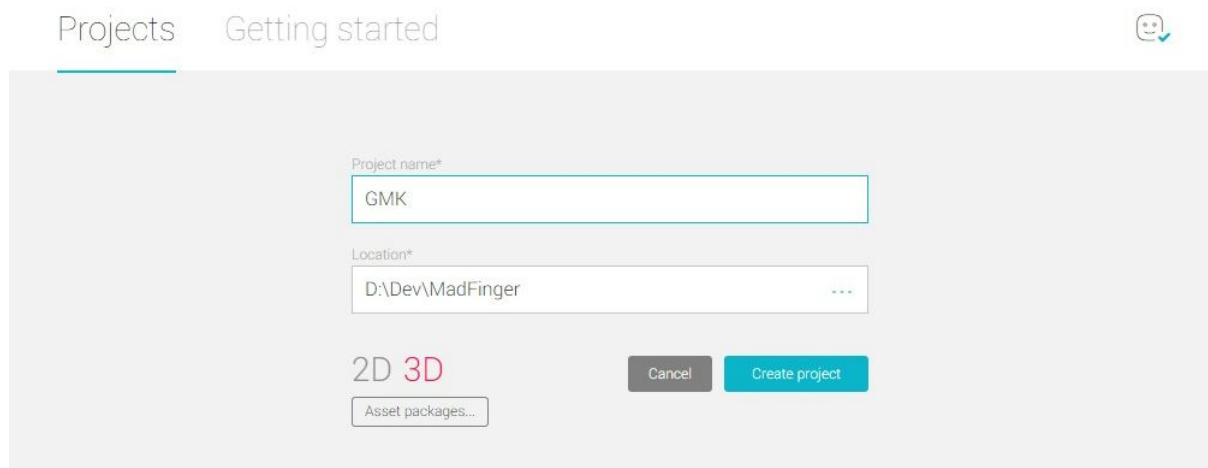 Projects Getting started
Project name*
GMK
Location*
D:\Dev\MadFinger ...
2D 3D Cancel Create project
Asset packages...